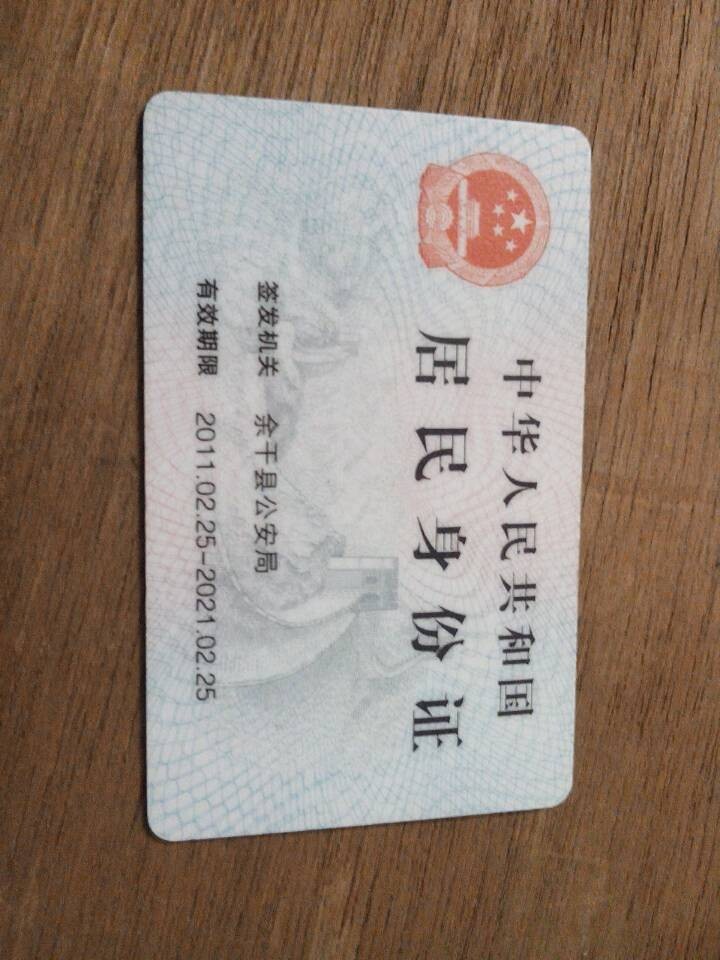 中华人民共和国
居民身份证
签发机关 余干县公安局
有效期限 2011.02.25-2021.02.25